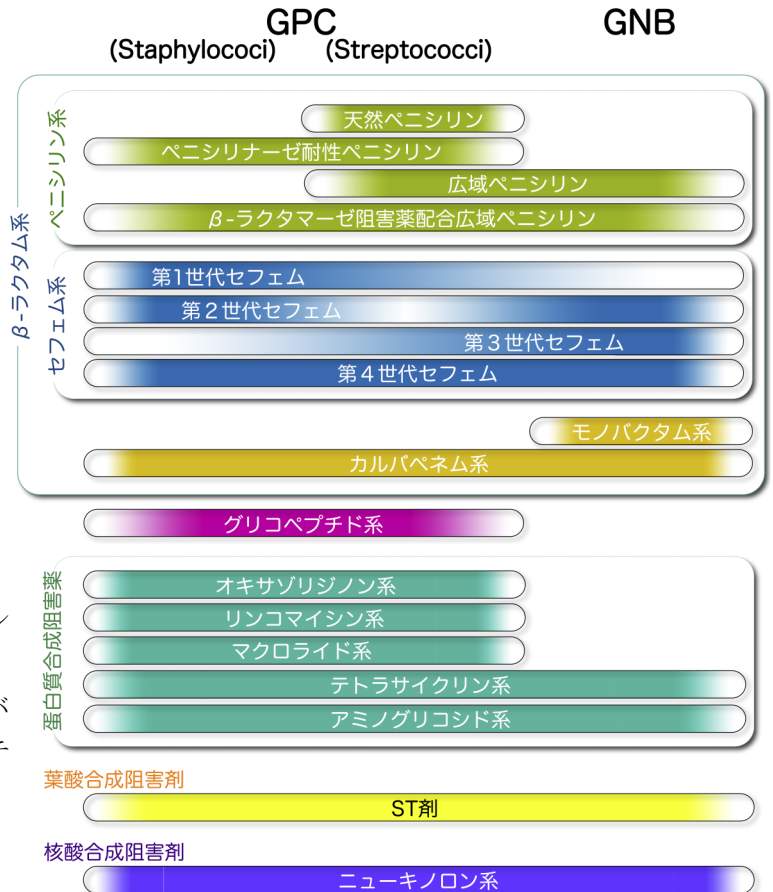 GPC
GNB
(Staphylococi)
(Streptococci)
β-ラクタム系
ペニシリン系
天然ペニシリン
ペニシリナーゼ耐性ペニシリン
広域ペニシリン
β-ラクタマーゼ阻害薬配合広域ペニシリン
セフェム系
第1世代セフェム
第２世代セフェム
第３世代セフェム
第４世代セフェム
モノバクタム系
カルバペネム系
グリコペプチド系
蛋白質合成阻害薬
オキサゾリジノン系
リンコマイシン系
マクロライド系
テトラサイクリン系
アミノグリコシド系
葉酸合成阻害剤
ST剤
核酸合成阻害剤
ニューキノロン系